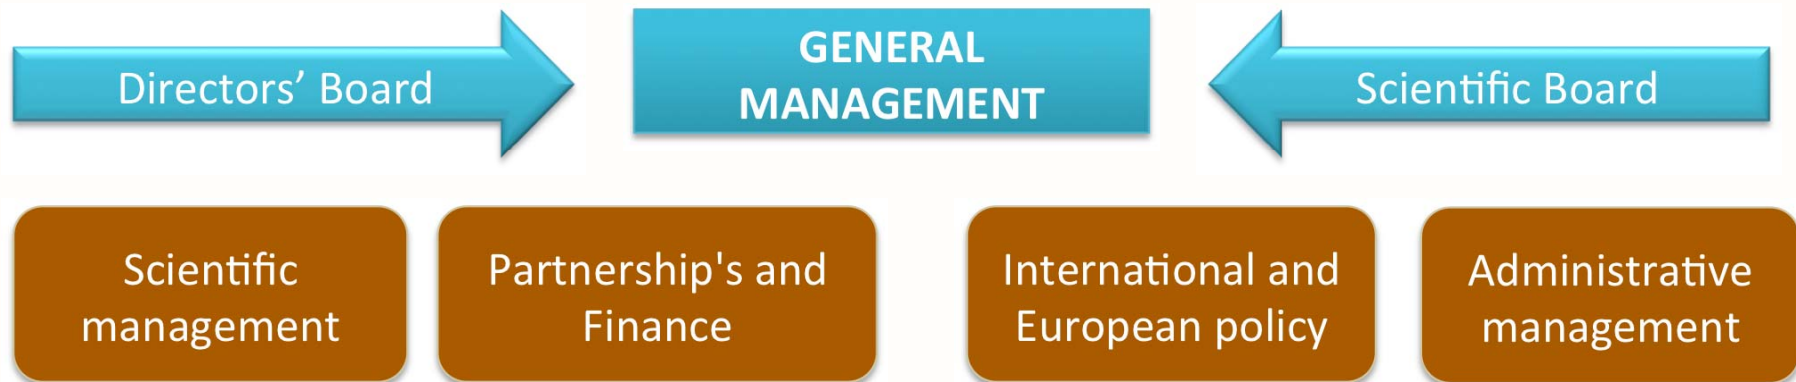 Directors’ Board
GENERAL
MANAGEMENT
Scientific Board
Scientific
management
Partnership's and
Finance
International and
European policy
Administrative
management